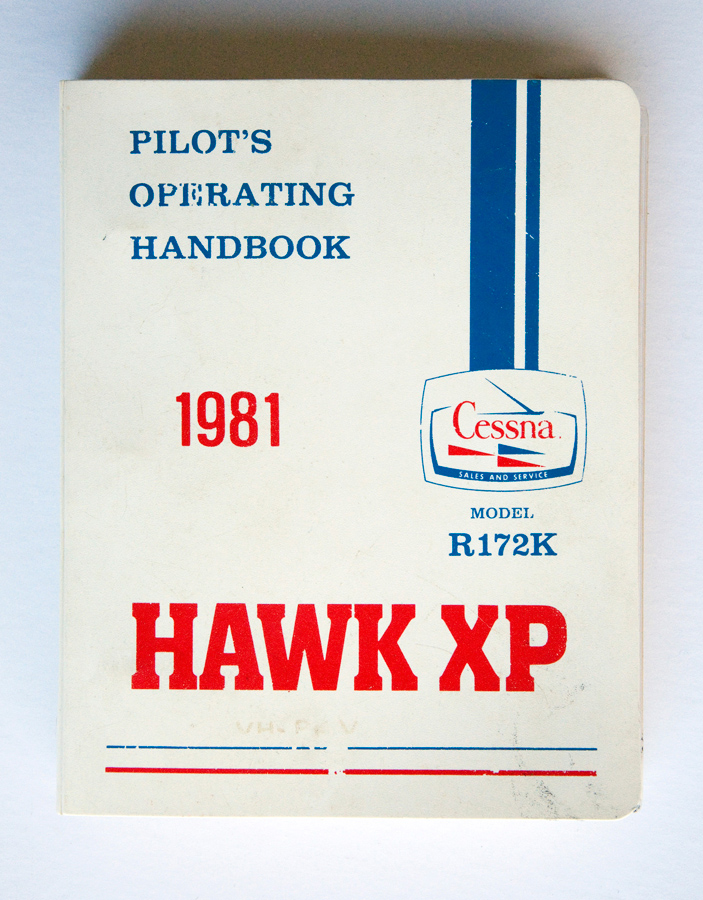 PILOT'S
OPERATING
HANDBOOK
1981
Cessna.
SALES AND SERVICE
MODEL
R172K
HAWK XP